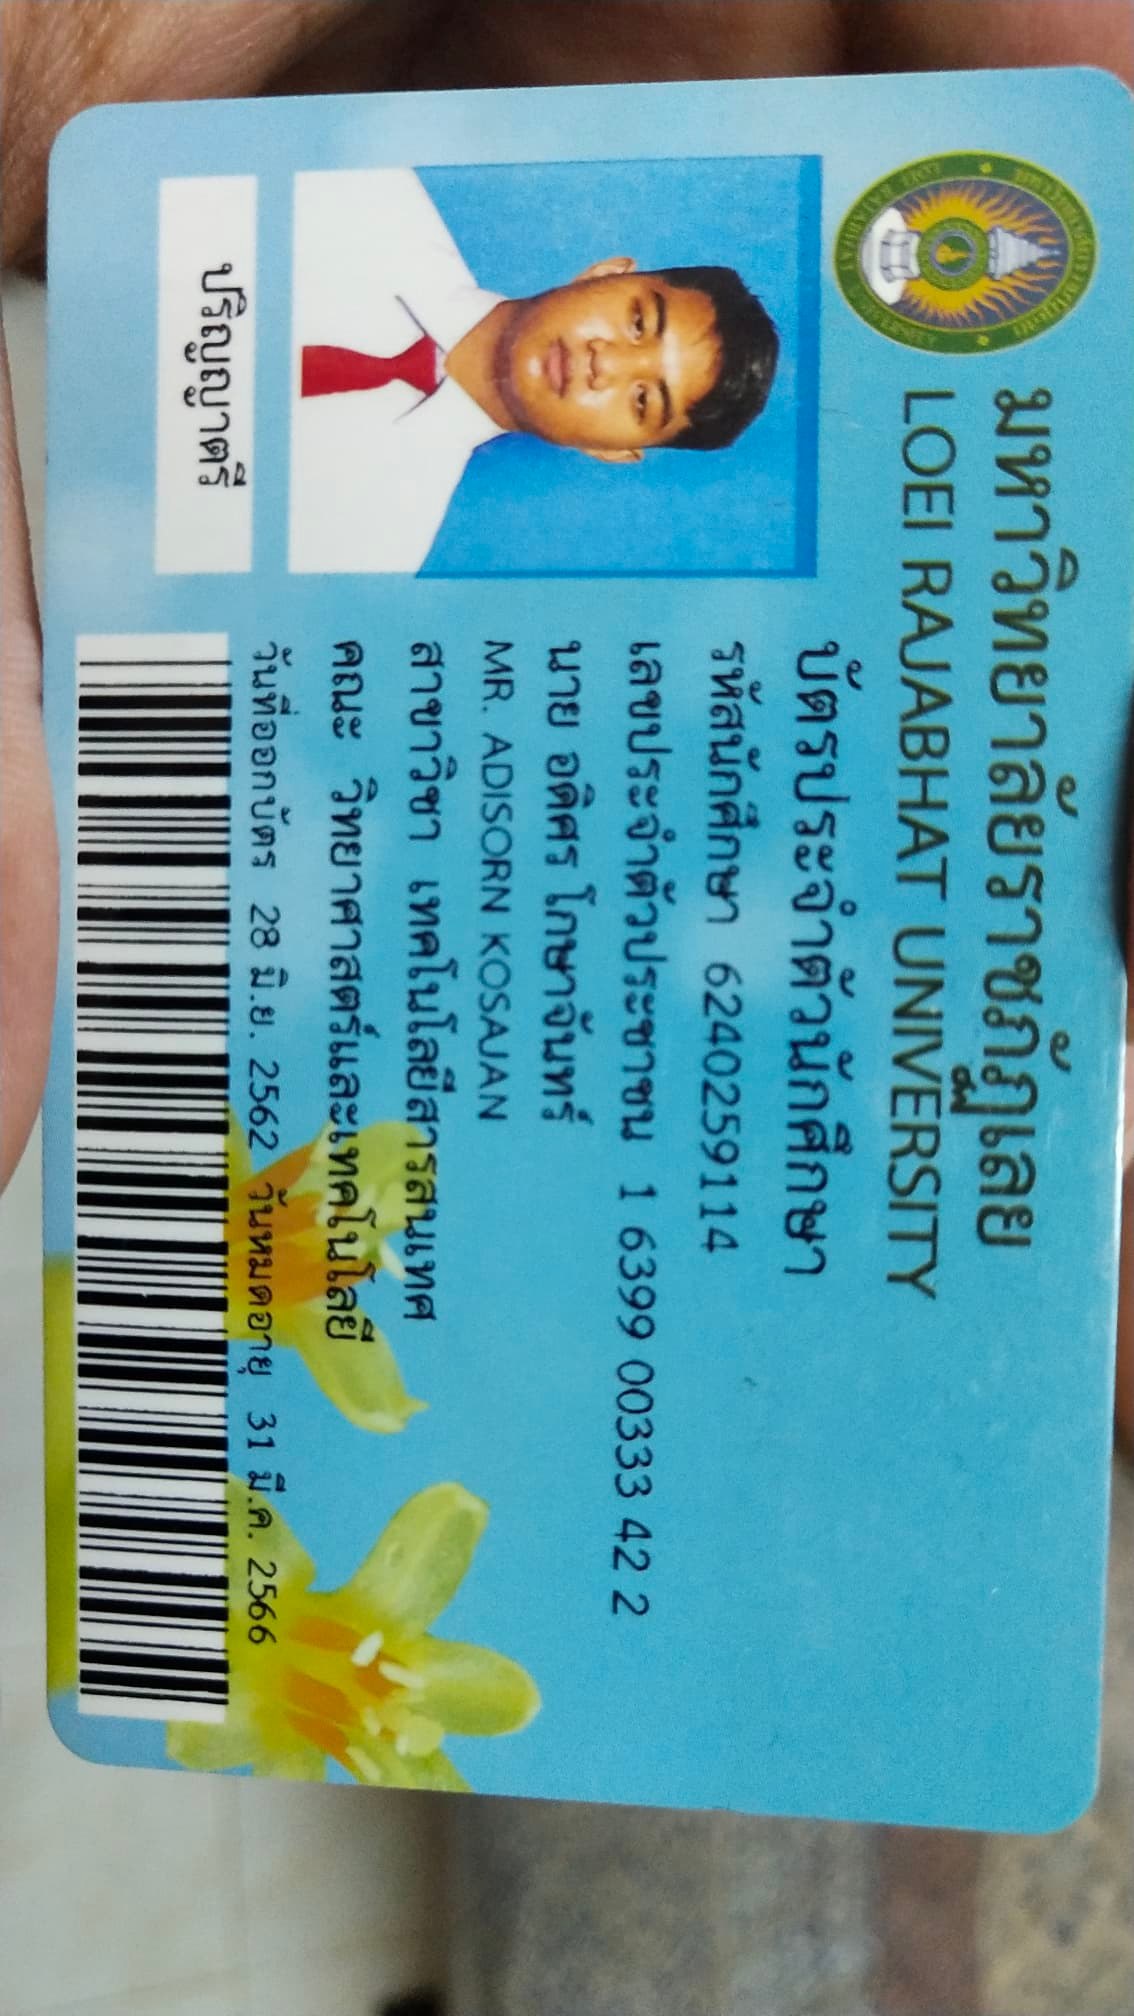 มหาวิทยาลัยราชภัฏเลย
LOEI RAJABHAT UNIVERSITY
บัตรประจำตัวนักศึกษา
รหัสนักศึกษา 6240259114
เลขประจำตัวประชาชน 1 6399 00333 42 2
นาย อดิศร โกษาจันทร์
MR. ADISORN KOSAJAN
สาขาวิชา เทคโนโลยีสารสนเทศ
คณะ วิทยาศาสตร์และเทคโนโลยี
วันที่ออกบัตร 28 มิ.ย. 2562 วันหมดอายุ 31 มี.ค. 2566
ปริญญาตรี